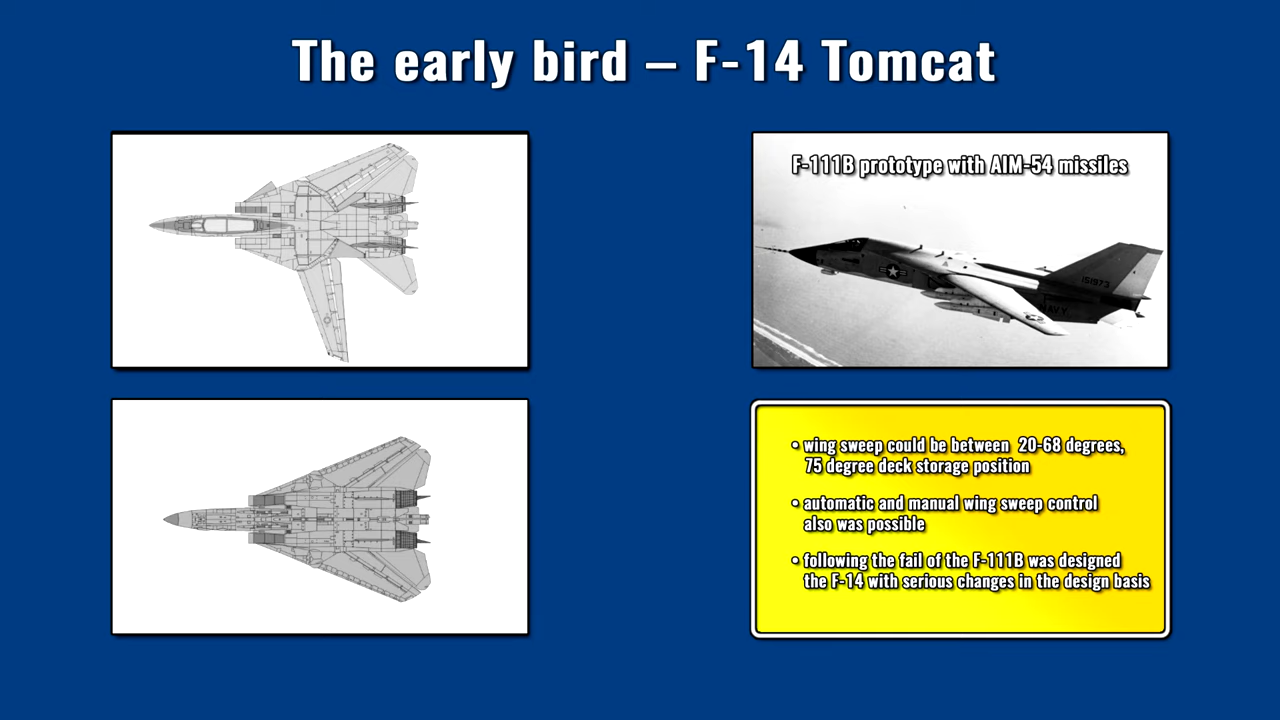 The early bird – F-14 Tomcat
F-111B prototype with AIM-54 missiles
151973
NAVY
• wing sweep could be between 20-68 degrees,
75 degree deck storage position
• automatic and manual wing sweep control
also was possible
• following the fail of the F-111B was designed
the F-14 with serious changes in the design basis